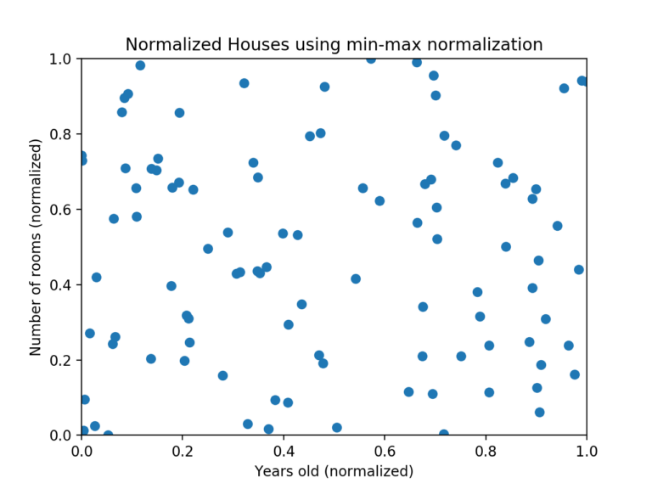 Normalized Houses using min-max normalization
1.0
0.8
0.6
0.4
0.2
0.0
Number of rooms (normalized)
0.0 0.2 0.4 0.6 0.8 1.0
Years old (normalized)